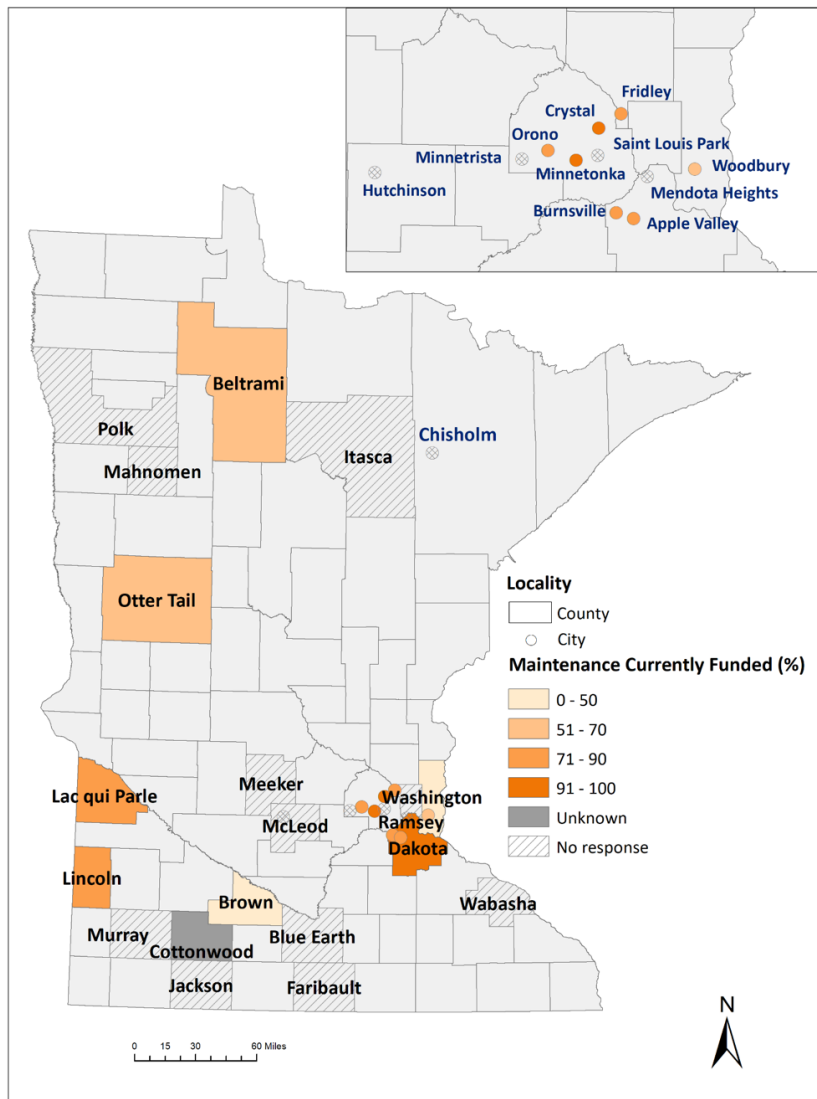 Fridley
Crystal
Orono
Saint Louis Park
Minnetrista
Woodbury
Minnetonka
Hutchinson
Mendota Heights
Burnsville
Apple Valley
Beltrami
Polk
Chisholm
Itasca
Mahnomen
Otter Tail
Locality
County
City
Maintenance Currently Funded (%)
0 - 50
51 - 70
71 - 90
91 - 100
Unknown
No response
Meeker
Lac qui Parle
Washington
McLeod
Ramsey
Dakota
Lincoln
Brown
Wabasha
Murray
Blue Earth
Cottonwood
Jackson
Faribault
N
0 15 30 60 Miles